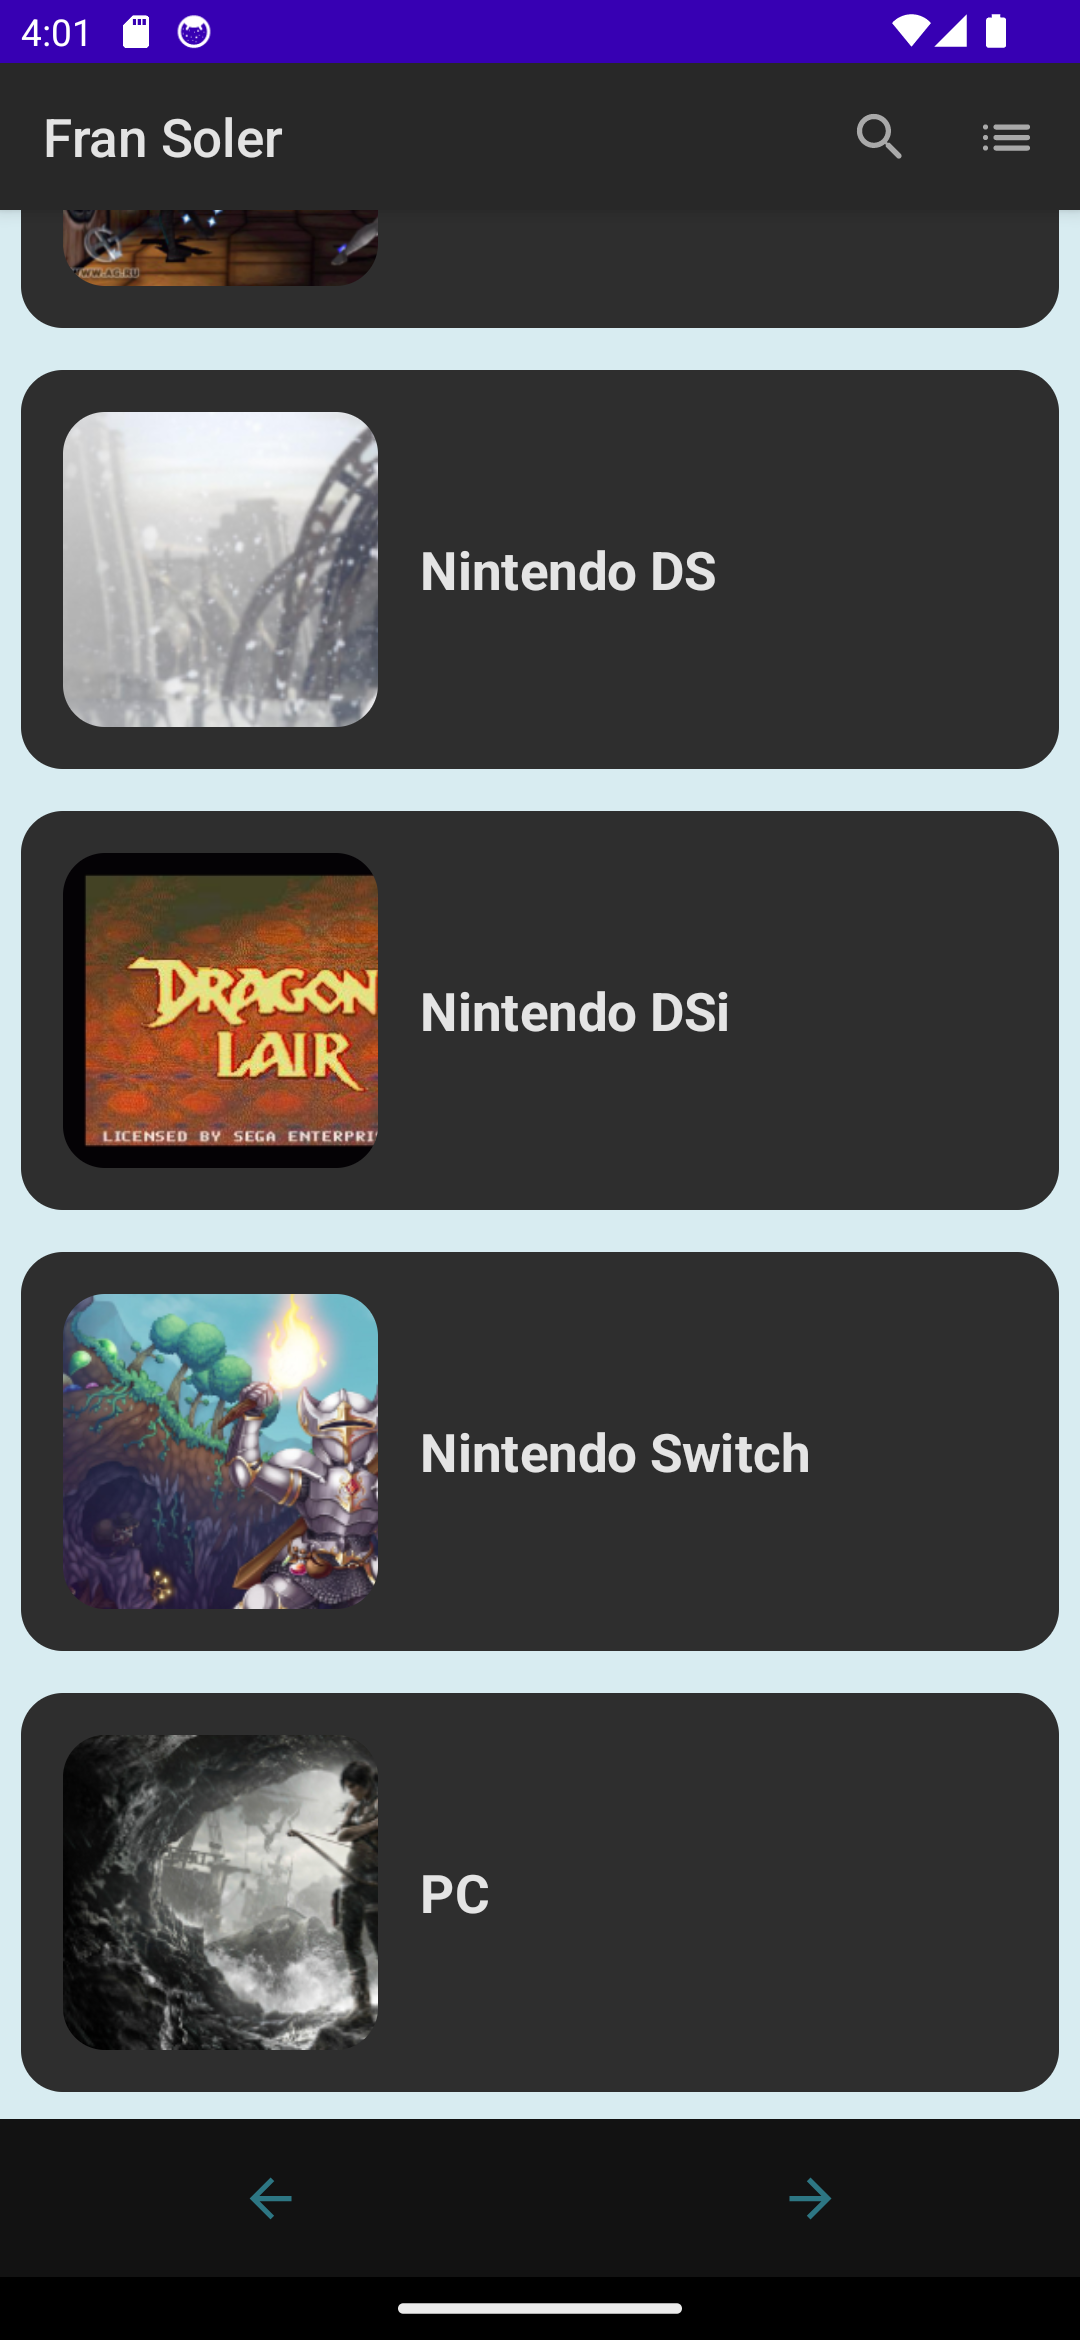 4:01
Fran Soler
WWW.AG.RU
Nintendo DS
DRAGON
LAIR
LICENSED BY SEGA ENTERPRI
Nintendo DSi
Nintendo Switch
PC